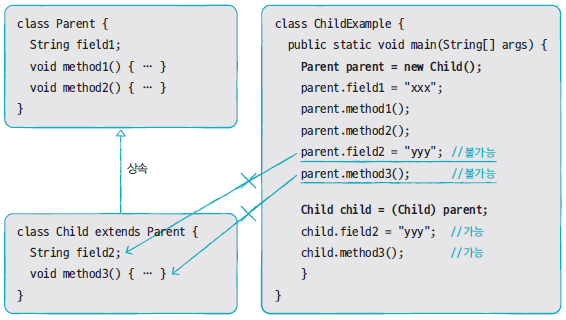 class Parent {
String field1;
void method1() { ··· }
void method2() { ··· }
}
상속
class Child extends Parent {
String field2;
void method3() { ··· }
}
class ChildExample {
public static void main(String[] args) {
Parent parent = new Child();
parent.field1 = "xxx";
parent.method1();
parent.method2();
parent.field2 = "yyy"; //불가능
parent.method3(); //불가능
Child child = (Child) parent;
child.field2 = "yyy"; //가능
child.method3(); //가능
}
}